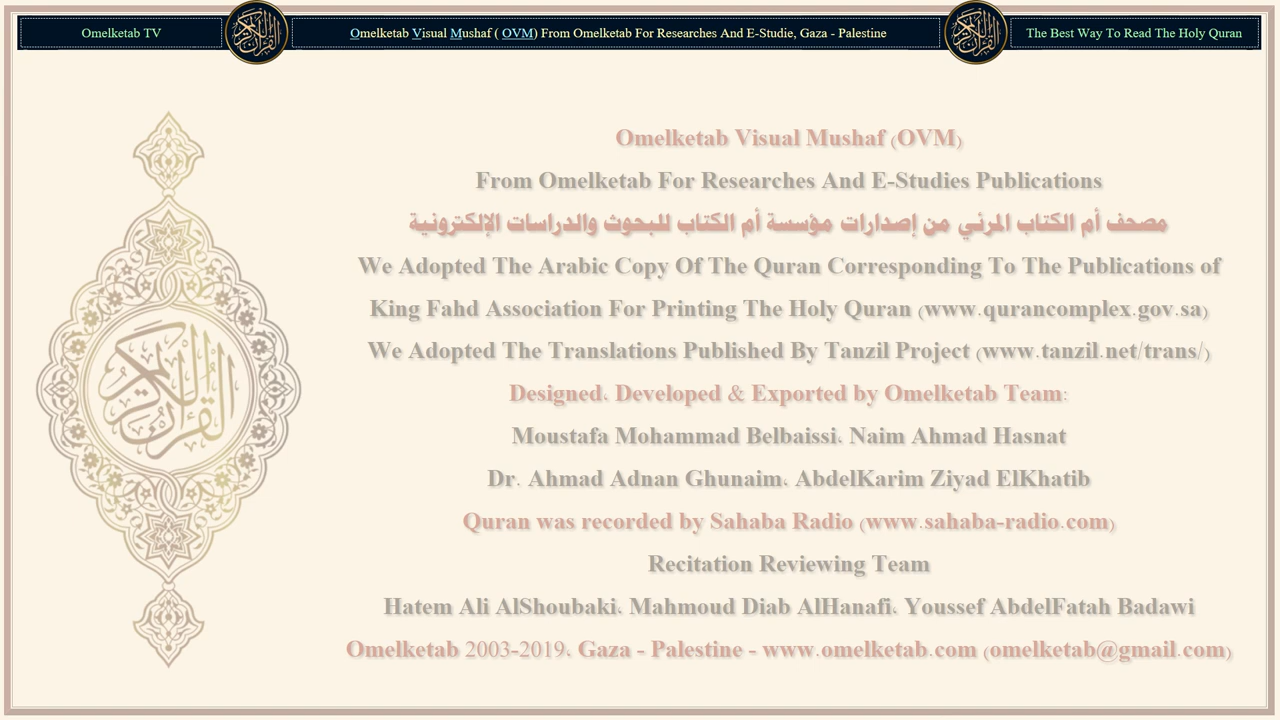 Omelketab TV
Omelketab Visual Mushaf ( OVM) From Omelketab For Researches And E-Studie, Gaza - Palestine
The Best Way To Read The Holy Quran
Omelketab Visual Mushaf (OVM)
From Omelketab For Researches And E-Studies Publications
مصحف أم الكتاب المرئي من إصدارات مؤسسة أم الكتاب للبحوث والدراسات الإلكترونية
We Adopted The Arabic Copy Of The Quran Corresponding To The Publications of
King Fahd Association For Printing The Holy Quran (www.qurancomplex.gov.sa)
We Adopted The Translations Published By Tanzil Project (www.tanzil.net/trans/)
Designed، Developed & Exported by Omelketab Team:
Moustafa Mohammad Belbaissi، Naim Ahmad Hasnat
Dr. Ahmad Adnan Ghunaim، AbdelKarim Ziyad ElKhatib
Quran was recorded by Sahaba Radio (www.sahaba-radio.com)
Recitation Reviewing Team
Hatem Ali AlShoubaki، Mahmoud Diab AlHanafi، Youssef AbdelFatah Badawi
Omelketab 2003-2019، Gaza - Palestine - www.omelketab.com (omelketab@gmail.com)
القرآن الكريم